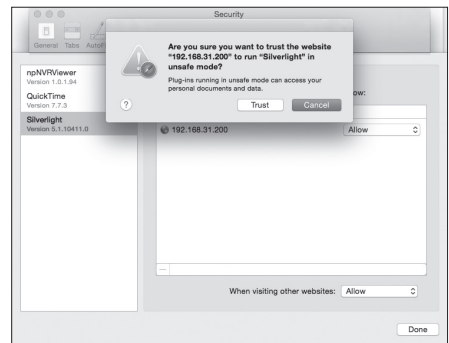 Security
General Tabs AutoF
Are you sure you want to trust the website
“192.168.31.200” to run “Silverlight” in
unsafe mode?
Plug-ins running in unsafe mode can access your
personal documents and data.
?
Trust
Cancel
npNVRViewer
Version 1.0.1.94
QuickTime
Version 7.7.3
Silverlight
Version 5.1.10411.0
ow:
192.168.31.200
Allow
When visiting other websites:
Allow
Done